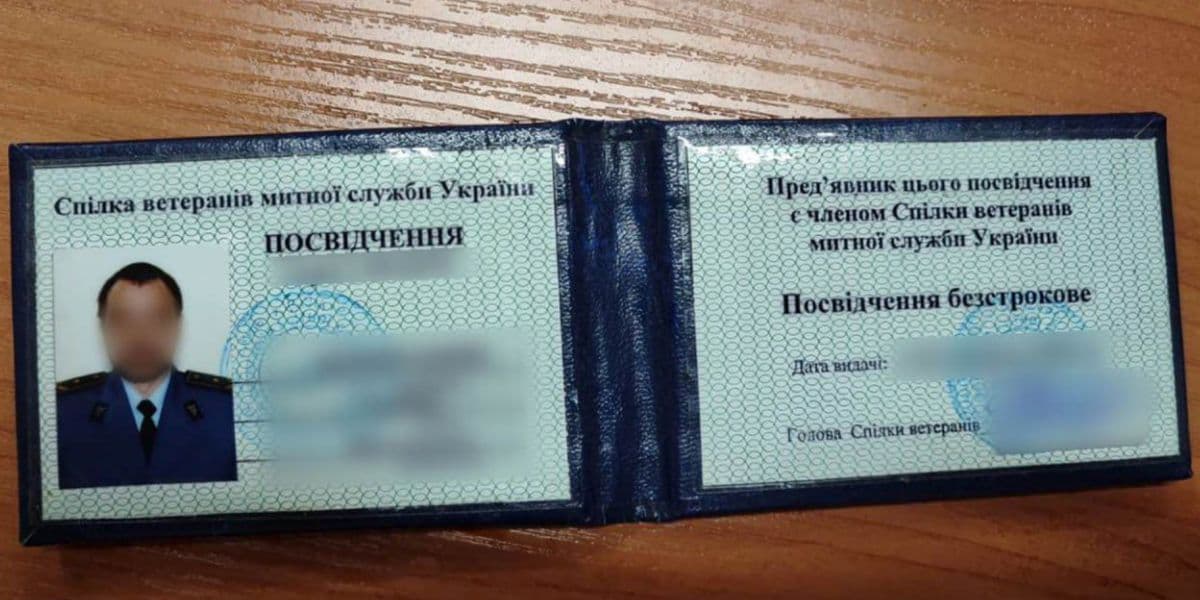 Спілка ветеранів митної служби України
ПОСВІДЧЕННЯ
Пред’явник цього посвідчення
є членом Спілки ветеранів
митної служби України
Посвідчення безстрокове
Дата видачі:
Голова Спілки ветеранів